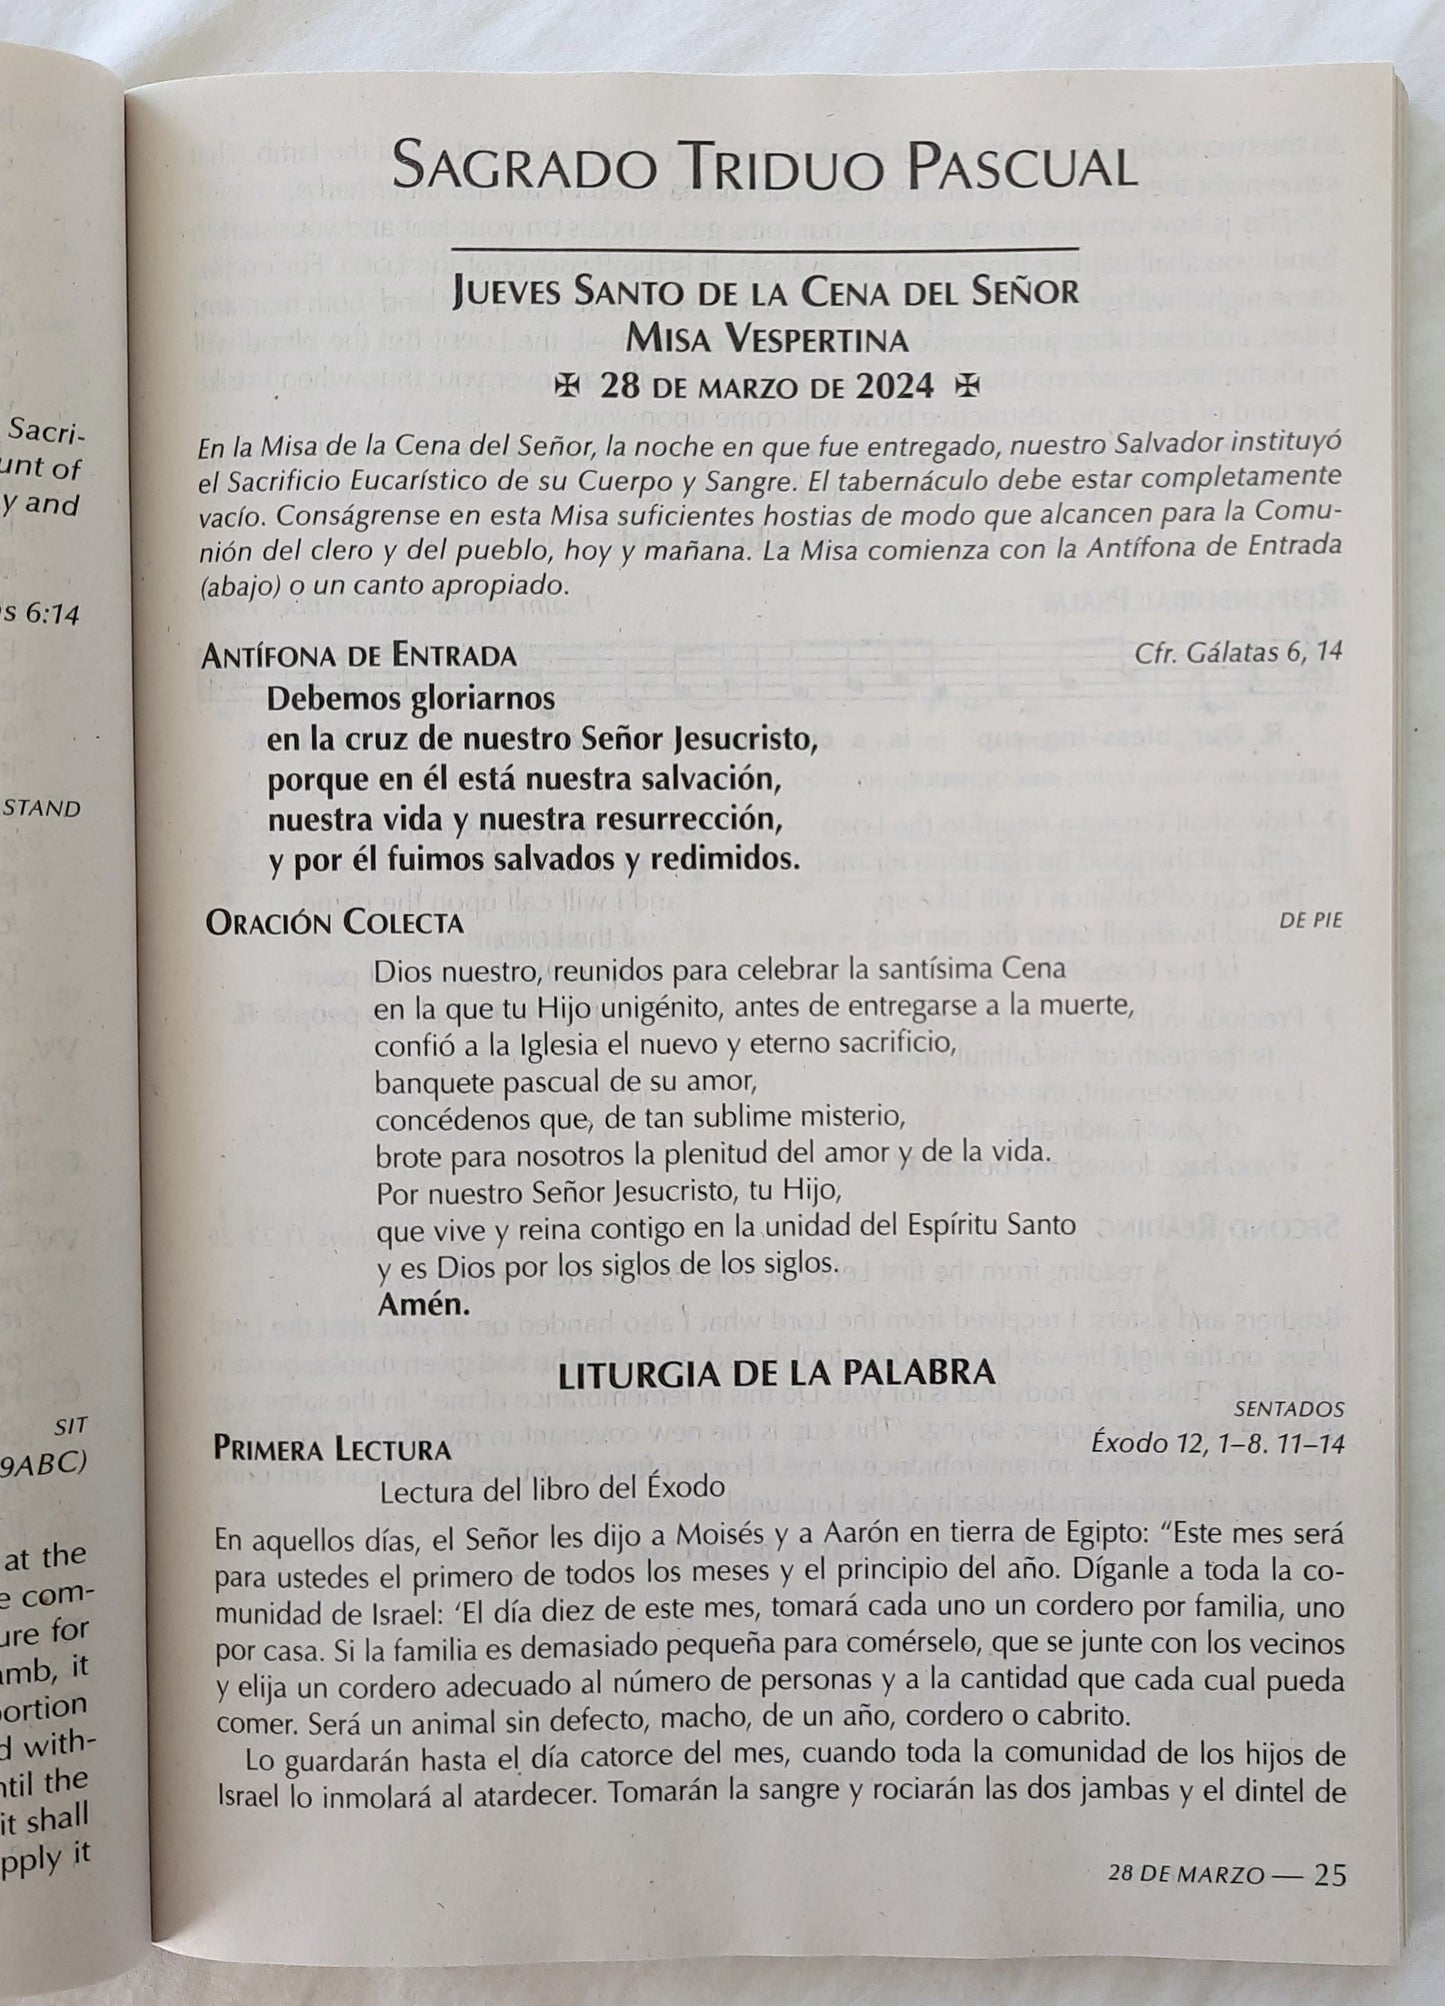 Sacri-
unt of
y and
6:14
STAND
SIT
9ABC)
at the
com-
ure for
amb, it
ortion
with-
ntil the
it shall
pply it
SAGRADO TRIDUO PASCUAL
JUEVES SANTO DE LA CENA DEL SEÑOR
MISA VESPERTINA
✠ 28 DE MARZO DE 2024 ✠
En la Misa de la Cena del Señor, la noche en que fue entregado, nuestro Salvador instituyó
el Sacrificio Eucarístico de su Cuerpo y Sangre. El tabernáculo debe estar completamente
vacío. Conságrense en esta Misa suficientes hostias de modo que alcancen para la Comu-
nión del clero y del pueblo, hoy y mañana. La Misa comienza con la Antífona de Entrada
(abajo) o un canto apropiado.
ANTÍFONA DE ENTRADA Cfr. Gálatas 6, 14
Debemos gloriarnos
en la cruz de nuestro Señor Jesucristo,
porque en él está nuestra salvación,
nuestra vida y nuestra resurrección,
y por él fuimos salvados y redimidos.
ORACIÓN COLECTA DE PIE
Dios nuestro, reunidos para celebrar la santísima Cena
en la que tu Hijo unigénito, antes de entregarse a la muerte,
confió a la Iglesia el nuevo y eterno sacrificio,
banquete pascual de su amor,
concédenos que, de tan sublime misterio,
brote para nosotros la plenitud del amor y de la vida.
Por nuestro Señor Jesucristo, tu Hijo,
que vive y reina contigo en la unidad del Espíritu Santo
y es Dios por los siglos de los siglos.
Amén.
LITURGIA DE LA PALABRA
SENTADOS
PRIMERA LECTURA Éxodo 12, 1–8. 11–14
Lectura del libro del Éxodo
En aquellos días, el Señor les dijo a Moisés y a Aarón en tierra de Egipto: “Este mes será
para ustedes el primero de todos los meses y el principio del año. Díganle a toda la co-
munidad de Israel: ‘El día diez de este mes, tomará cada uno un cordero por familia, uno
por casa. Si la familia es demasiado pequeña para comérselo, que se junte con los vecinos
y elija un cordero adecuado al número de personas y a la cantidad que cada cual pueda
comer. Será un animal sin defecto, macho, de un año, cordero o cabrito.
Lo guardarán hasta el día catorce del mes, cuando toda la comunidad de los hijos de
Israel lo inmolará al atardecer. Tomarán la sangre y rociarán las dos jambas y el dintel de
28 DE MARZO — 25